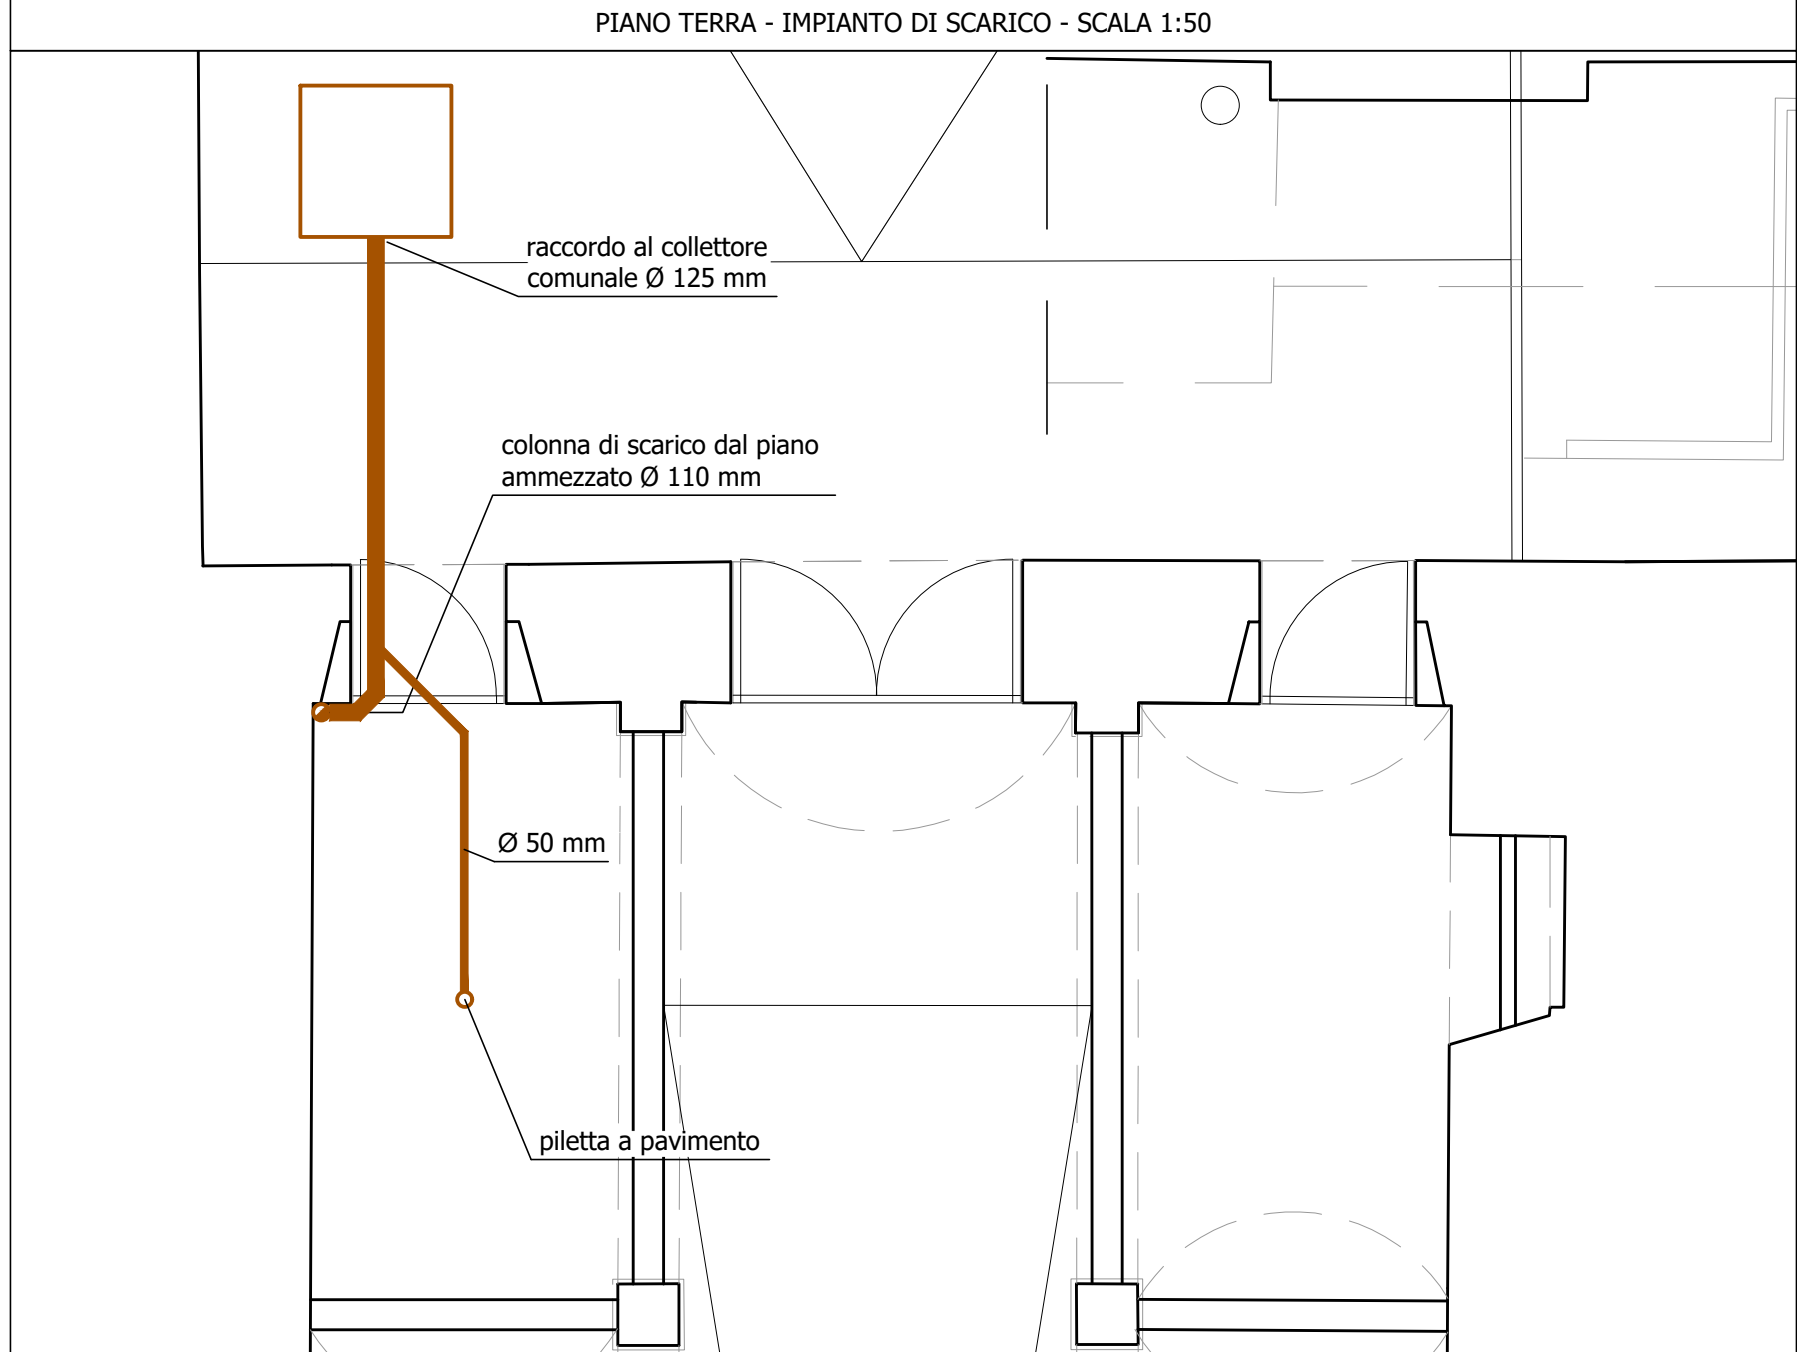 PIANO TERRA - IMPIANTO DI SCARICO - SCALA 1:50
raccordo al collettore
comunale Ø 125 mm
colonna di scarico dal piano
ammezzato Ø 110 mm
Ø 50 mm
piletta a pavimento